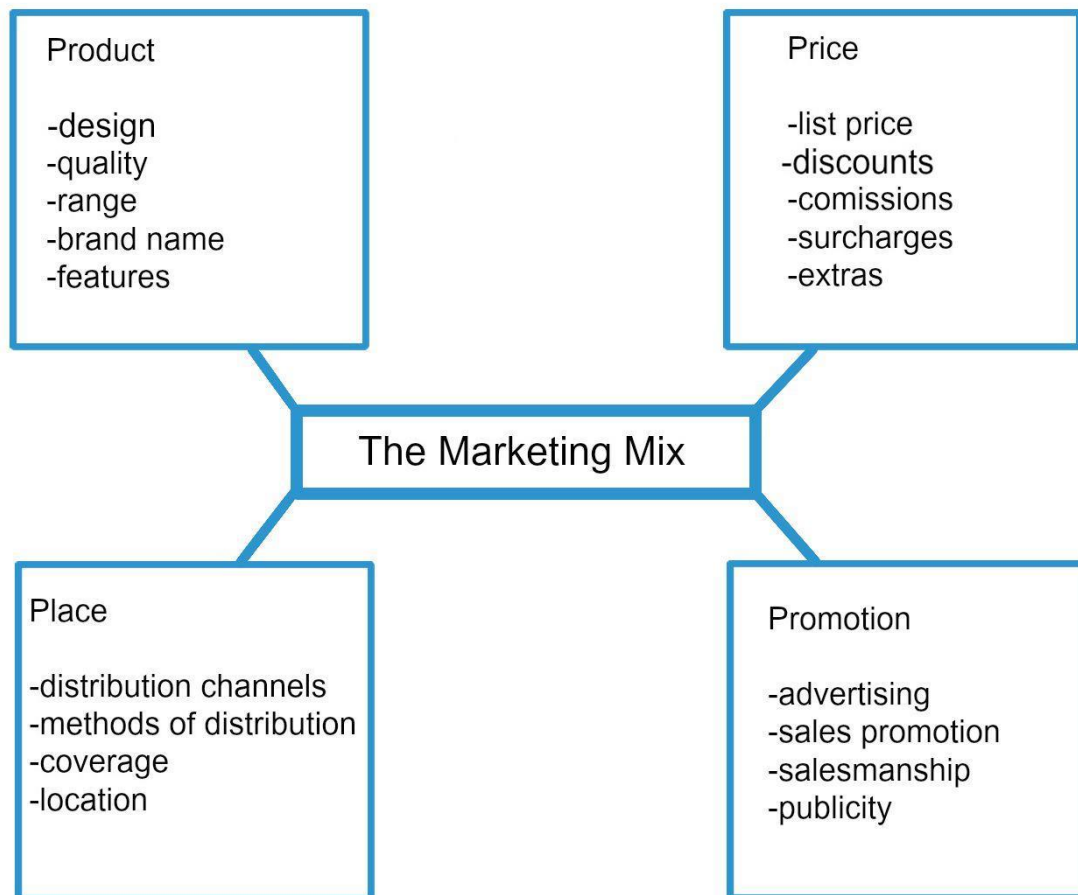 Product
-design
-quality
-range
-brand name
-features
Price
-list price
-discounts
-comissions
-surcharges
-extras
The Marketing Mix
Place
-distribution channels
-methods of distribution
-coverage
-location
Promotion
-advertising
-sales promotion
-salesmanship
-publicity